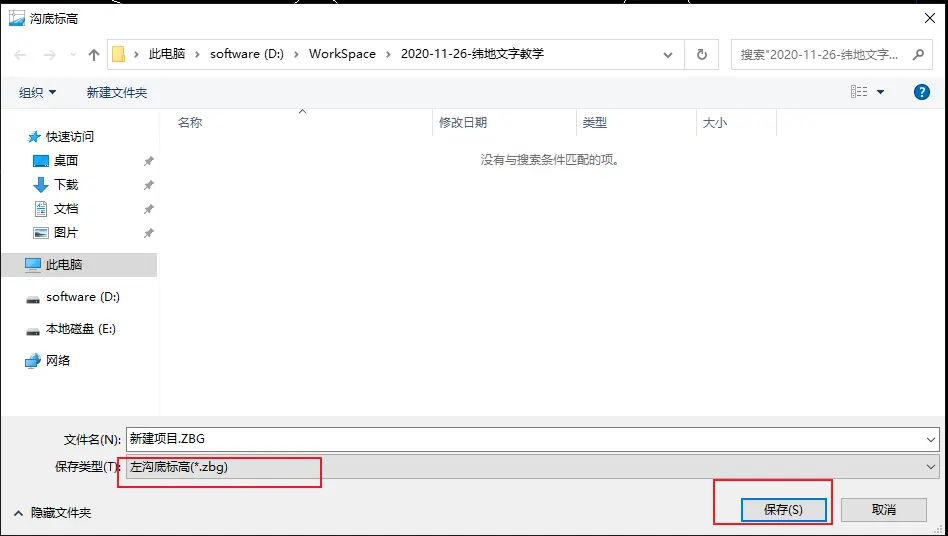 沟底标高
此电脑 software (D:) WorkSpace 2020-11-26-纬地文字教学 搜索"2020-11-26-纬地文字...
组织 新建文件夹 ?
名称 修改日期 类型 大小
没有与搜索条件匹配的项。
快速访问
桌面
下载
文档
图片
此电脑
software (D:)
本地磁盘 (E:)
网络
文件名(N): 新建项目.ZBG
保存类型(T): 左沟底标高(*.zbg)
隐藏文件夹 保存(S) 取消